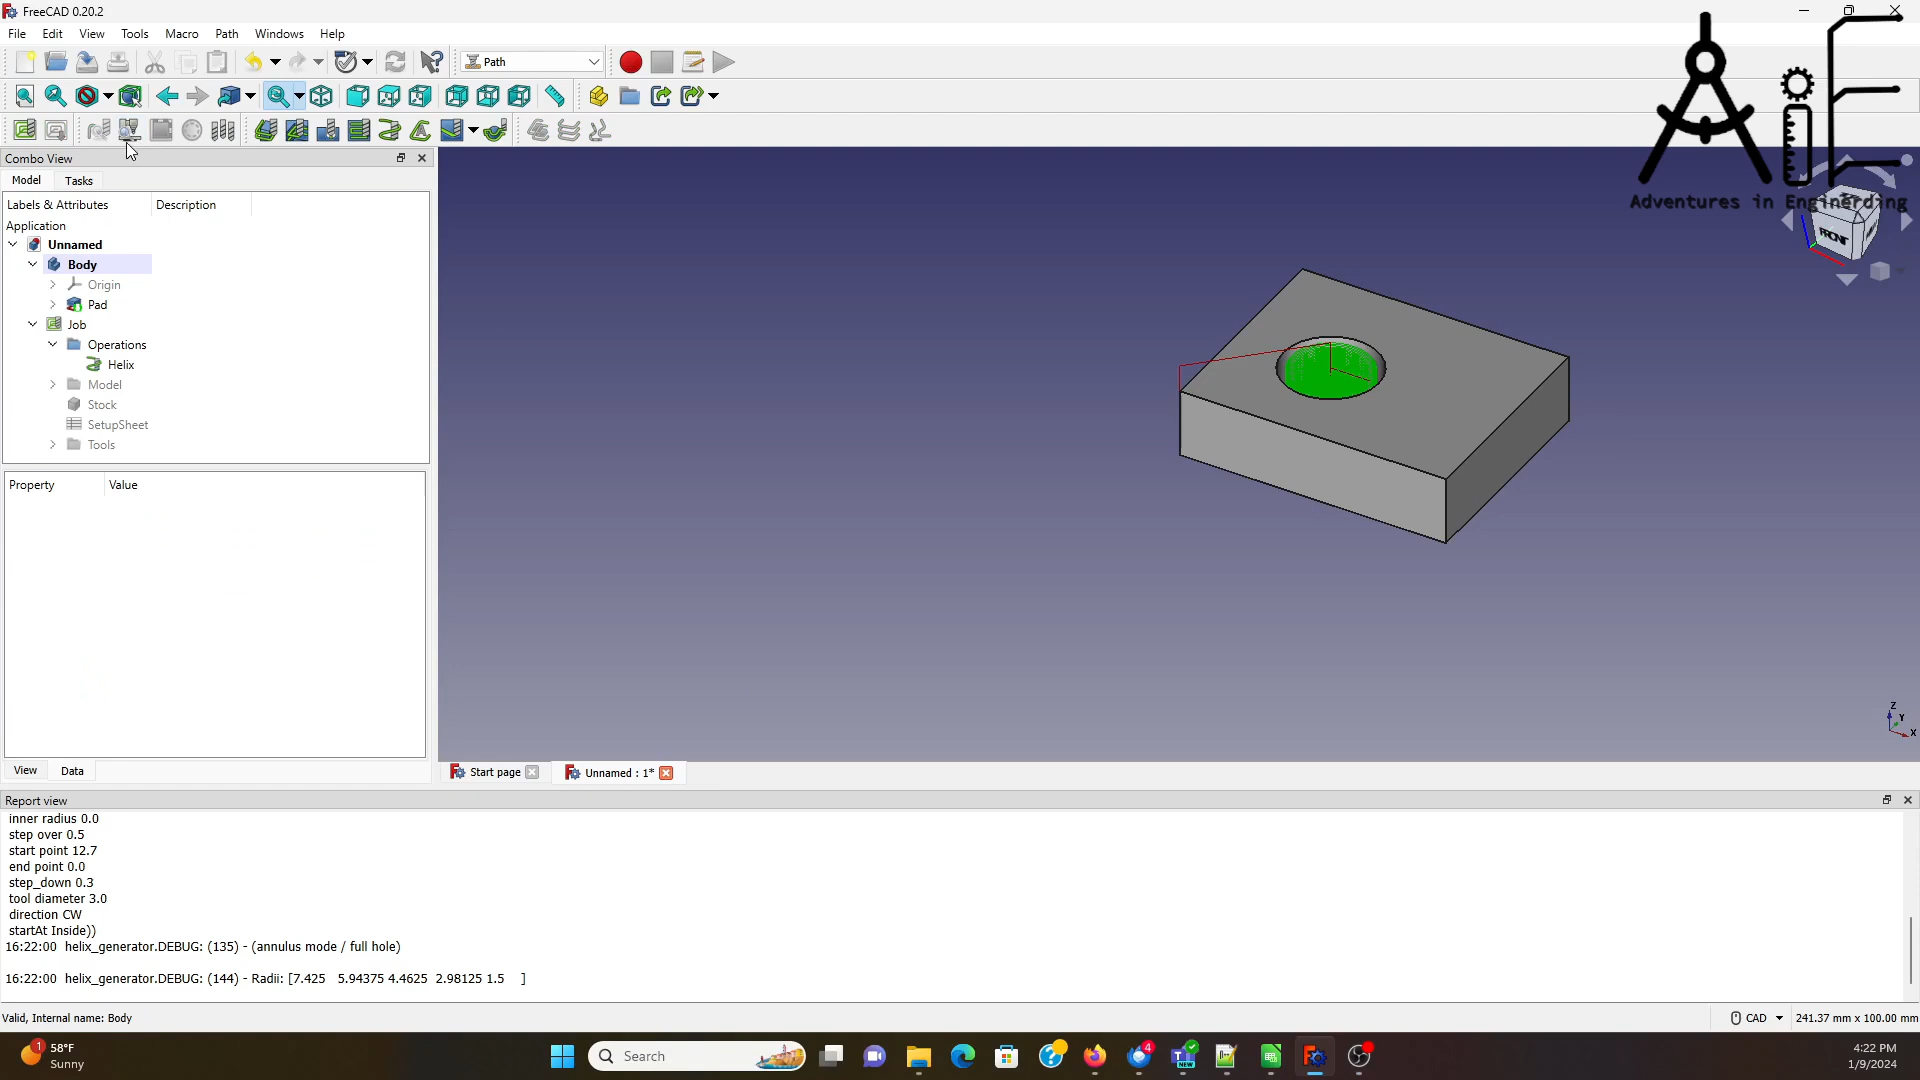 FreeCAD 0.20.2
File Edit View Tools Macro Path Windows Help
Path
Adventures in Enginerding
Combo View
Model Tasks
Labels & Attributes Description
Application
Unnamed
Body
Origin
Pad
Job
Operations
Helix
Model
Stock
SetupSheet
Tools
FRONT
Property Value
Z
Y
X
View Data
Start page Unnamed : 1*
Report view
inner radius 0.0
step over 0.5
start point 12.7
end point 0.0
step_down 0.3
tool diameter 3.0
direction CW
startAt Inside))
16:22:00 helix_generator.DEBUG: (135) - (annulus mode / full hole)
16:22:00 helix_generator.DEBUG: (144) - Radii: [7.425 5.94375 4.4625 2.98125 1.5 ]
Valid, Internal name: Body
CAD 241.37 mm x 100.00 mm
1 58°F
Sunny
Search
4
NEW
4:22 PM
1/9/2024